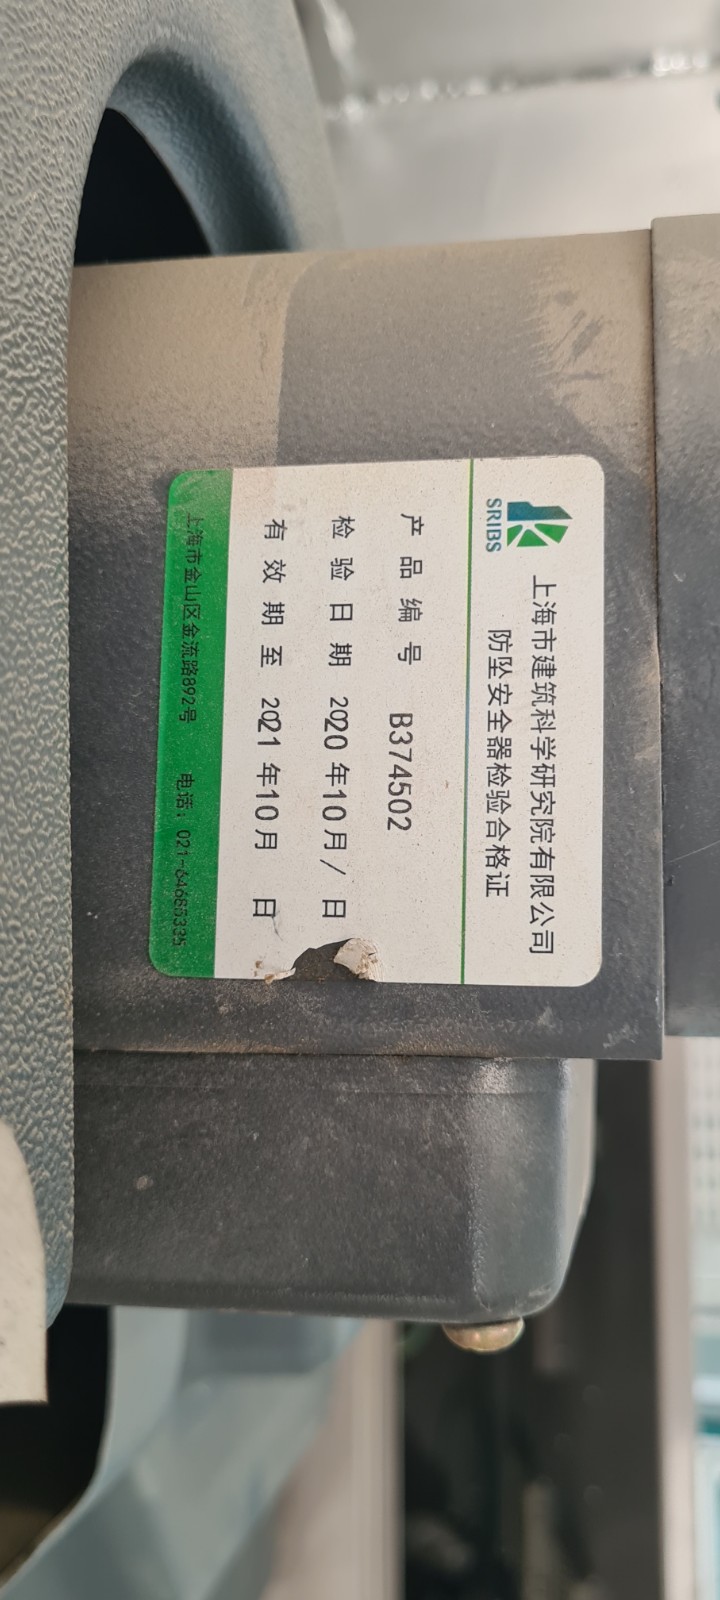 SRIBS
上海市建筑科学研究院有限公司
防坠安全器检验合格证
产品编号 B374502
检验日期 2020年10月/日
有效期至 2021年10月 日
上海市金山区金流路892号 电话：021-64685335